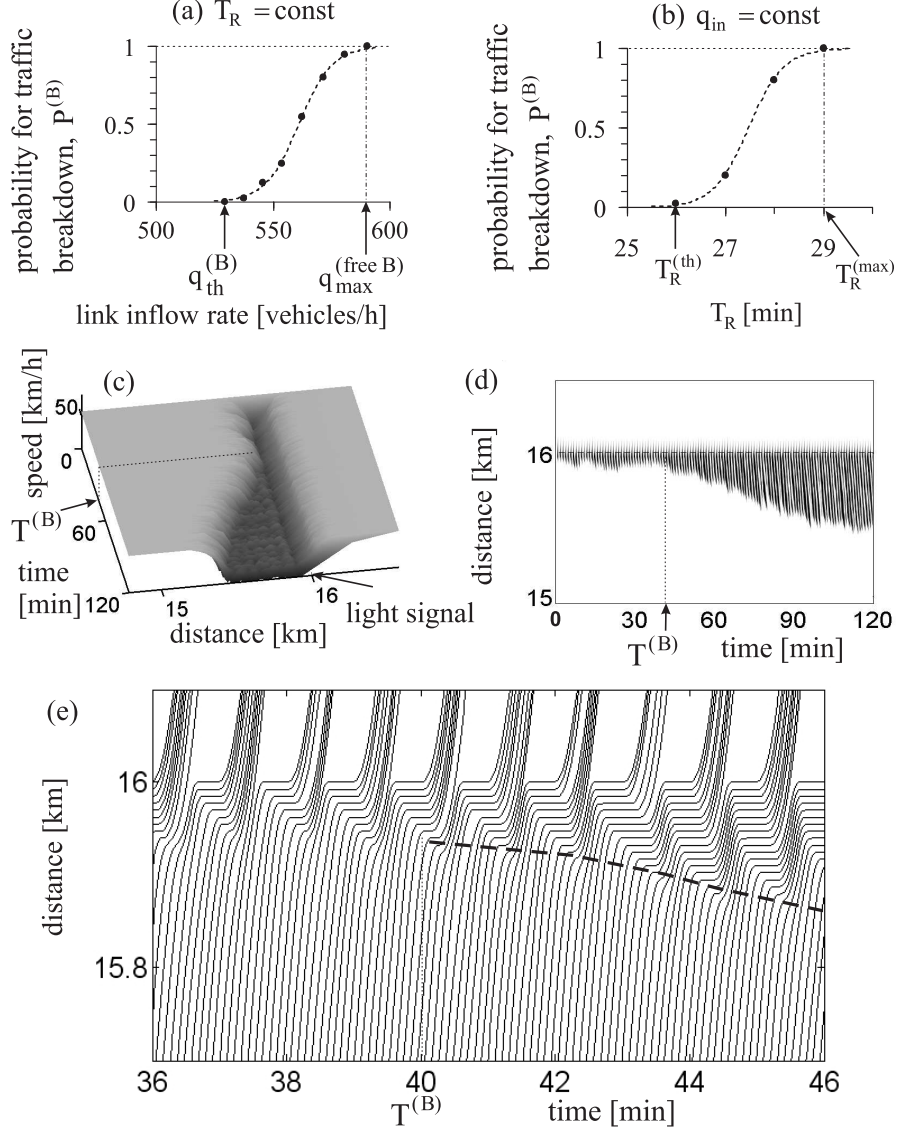 (a) T_R = const
probability for traffic
breakdown, P^(B)
1
0.5
0
500
550
600
q_th^(B)
q_max^(free B)
link inflow rate [vehicles/h]
(b) q_in = const
probability for traffic
breakdown, P^(B)
1
0.5
0
25
27
29
T_R^(th)
T_R^(max)
T_R [min]
(c)
speed [km/h]
50
0
T^(B)
60
time
[min]
120
15
16
distance [km]
light signal
(d)
distance [km]
16
15
0
30
60
90
120
T^(B)
time [min]
(e)
distance [km]
16
15.8
36
38
40
42
44
46
T^(B)
time [min]